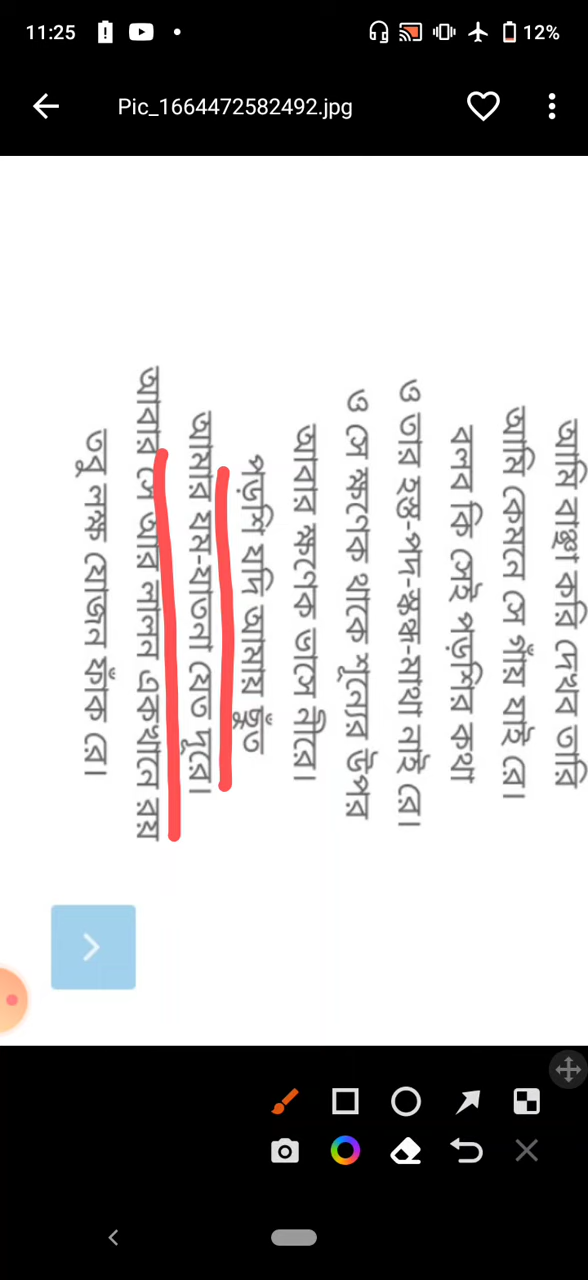 11:25
12%
Pic_1664472582492.jpg
আমি বাঞ্ছা করি দেখব তারি
আমি কেমনে সে গাঁয় যাই রে।
বলব কি সেই পড়শির কথা
ও তার হস্ত-পদ-স্কন্ধ-মাথা নাই রে।
ও সে ক্ষণেক থাকে শূন্যের উপর
আবার ক্ষণেক ভাসে নীরে।
পড়শি যদি আমায় ছুঁত
আমার যম-যাতনা যেত দূরে।
আবার সে আর লালন একখানে রয়
তবু লক্ষ যোজন ফাঁক রে।